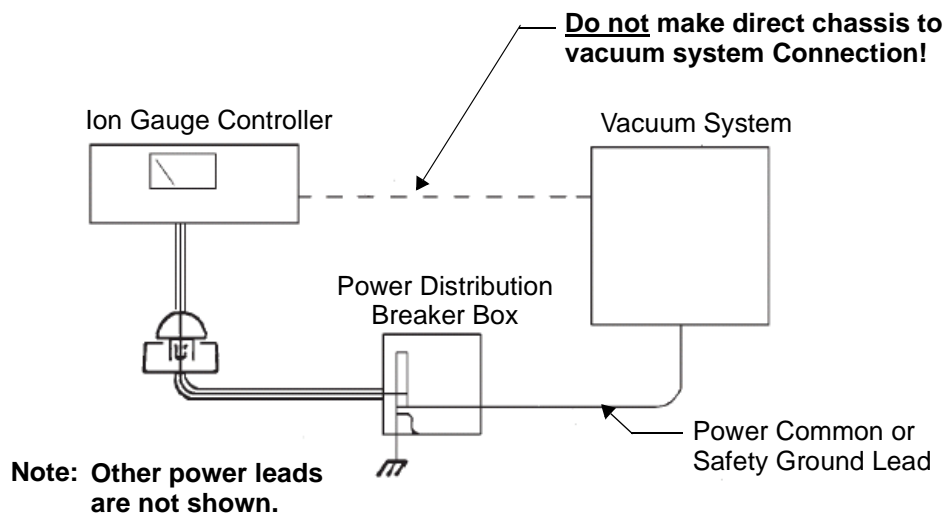 Do not make direct chassis to
vacuum system Connection!
Ion Gauge Controller
Vacuum System
Power Distribution
Breaker Box
Power Common or
Safety Ground Lead
Note: Other power leads
are not shown.